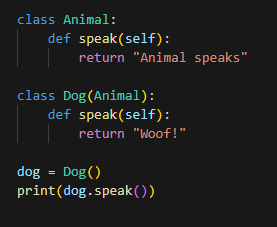 class Animal:
    def speak(self):
        return "Animal speaks"

class Dog(Animal):
    def speak(self):
        return "Woof!"

dog = Dog()
print(dog.speak())